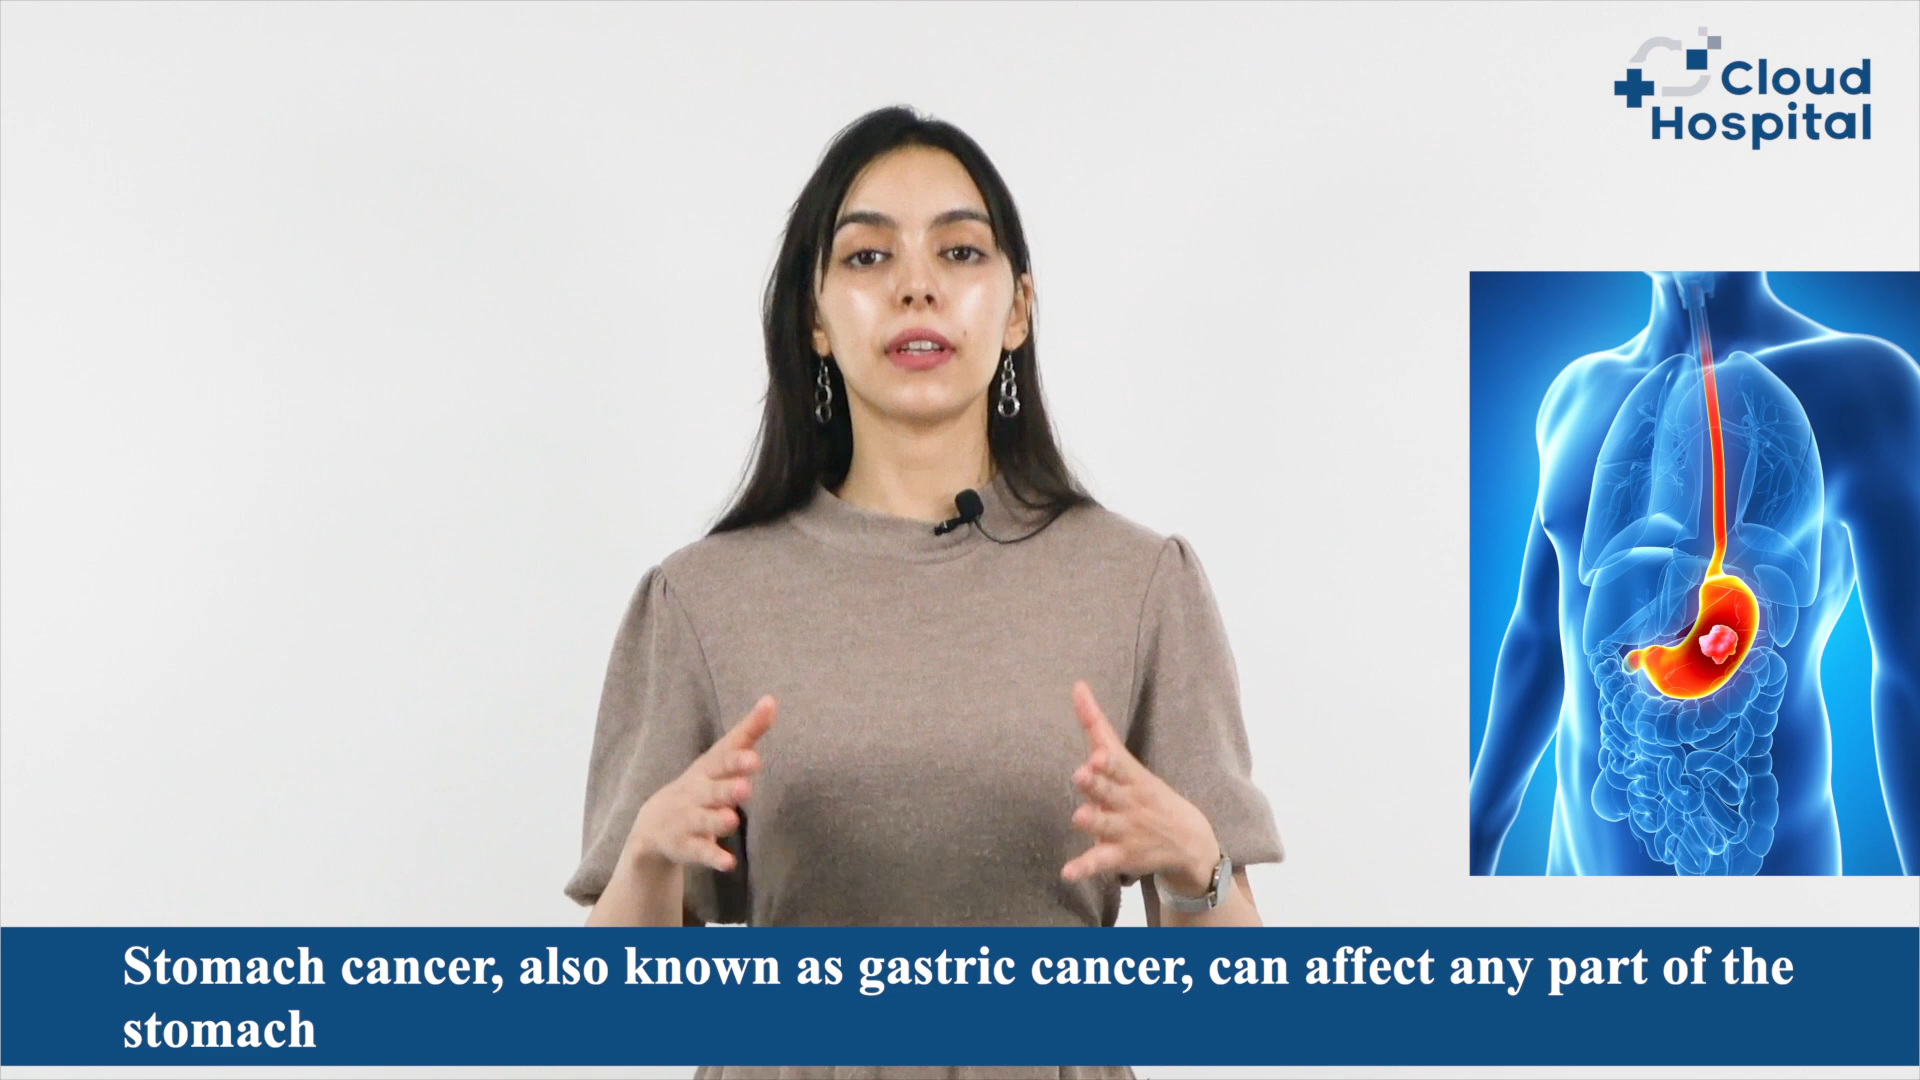 Cloud
Hospital
Stomach cancer, also known as gastric cancer, can affect any part of the
stomach